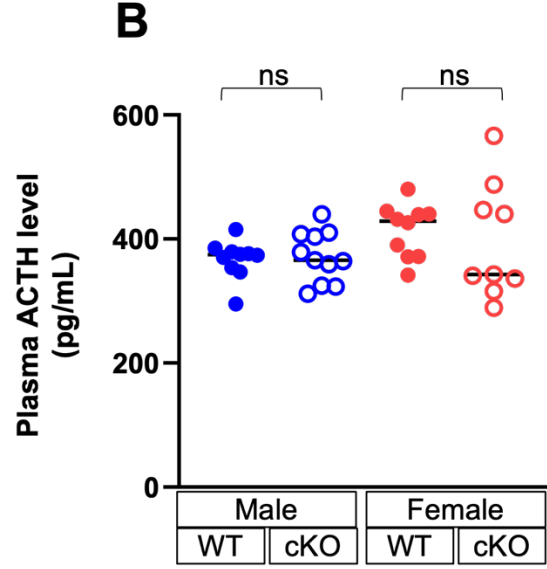 B
ns ns
600
400
200
0
Plasma ACTH level
(pg/mL)
Male Female
WT cKO WT cKO